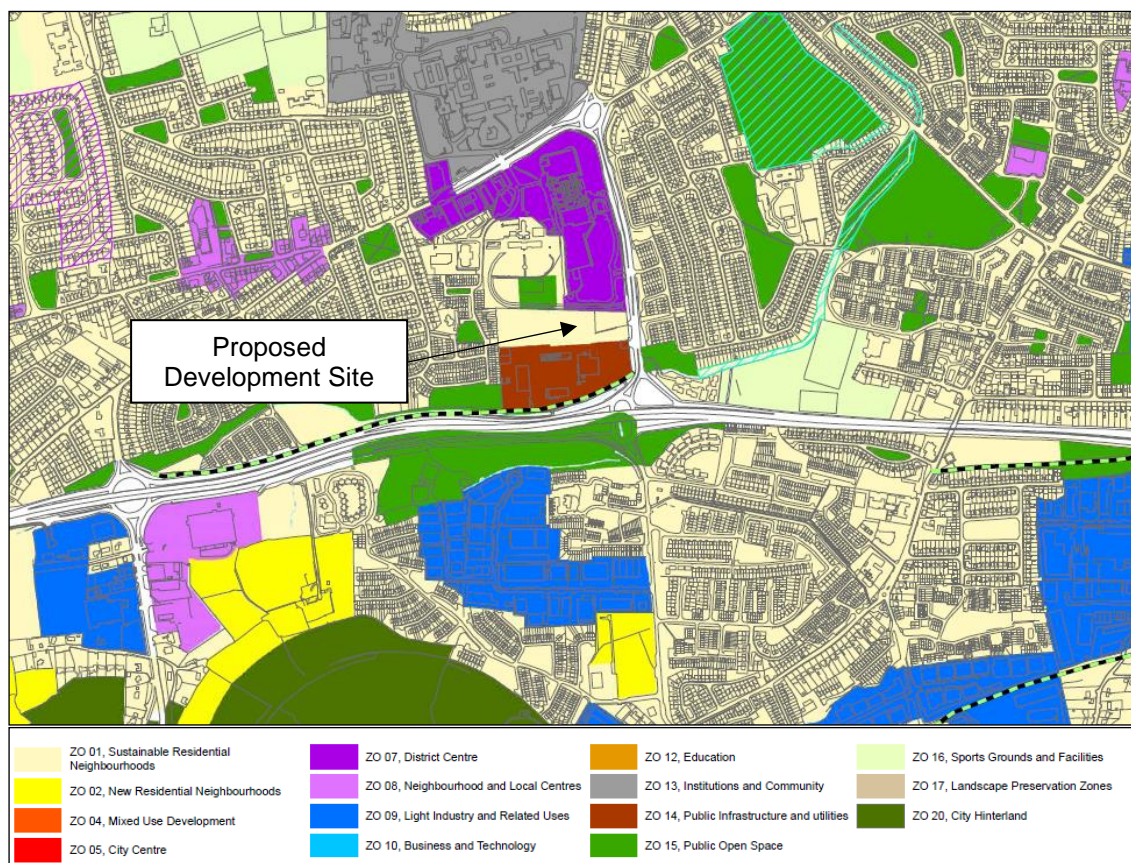 Proposed
Development Site
ZO 01, Sustainable Residential
Neighbourhoods
ZO 02, New Residential Neighbourhoods
ZO 04, Mixed Use Development
ZO 05, City Centre
ZO 07, District Centre
ZO 08, Neighbourhood and Local Centres
ZO 09, Light Industry and Related Uses
ZO 10, Business and Technology
ZO 12, Education
ZO 13, Institutions and Community
ZO 14, Public Infrastructure and utilities
ZO 15, Public Open Space
ZO 16, Sports Grounds and Facilities
ZO 17, Landscape Preservation Zones
ZO 20, City Hinterland